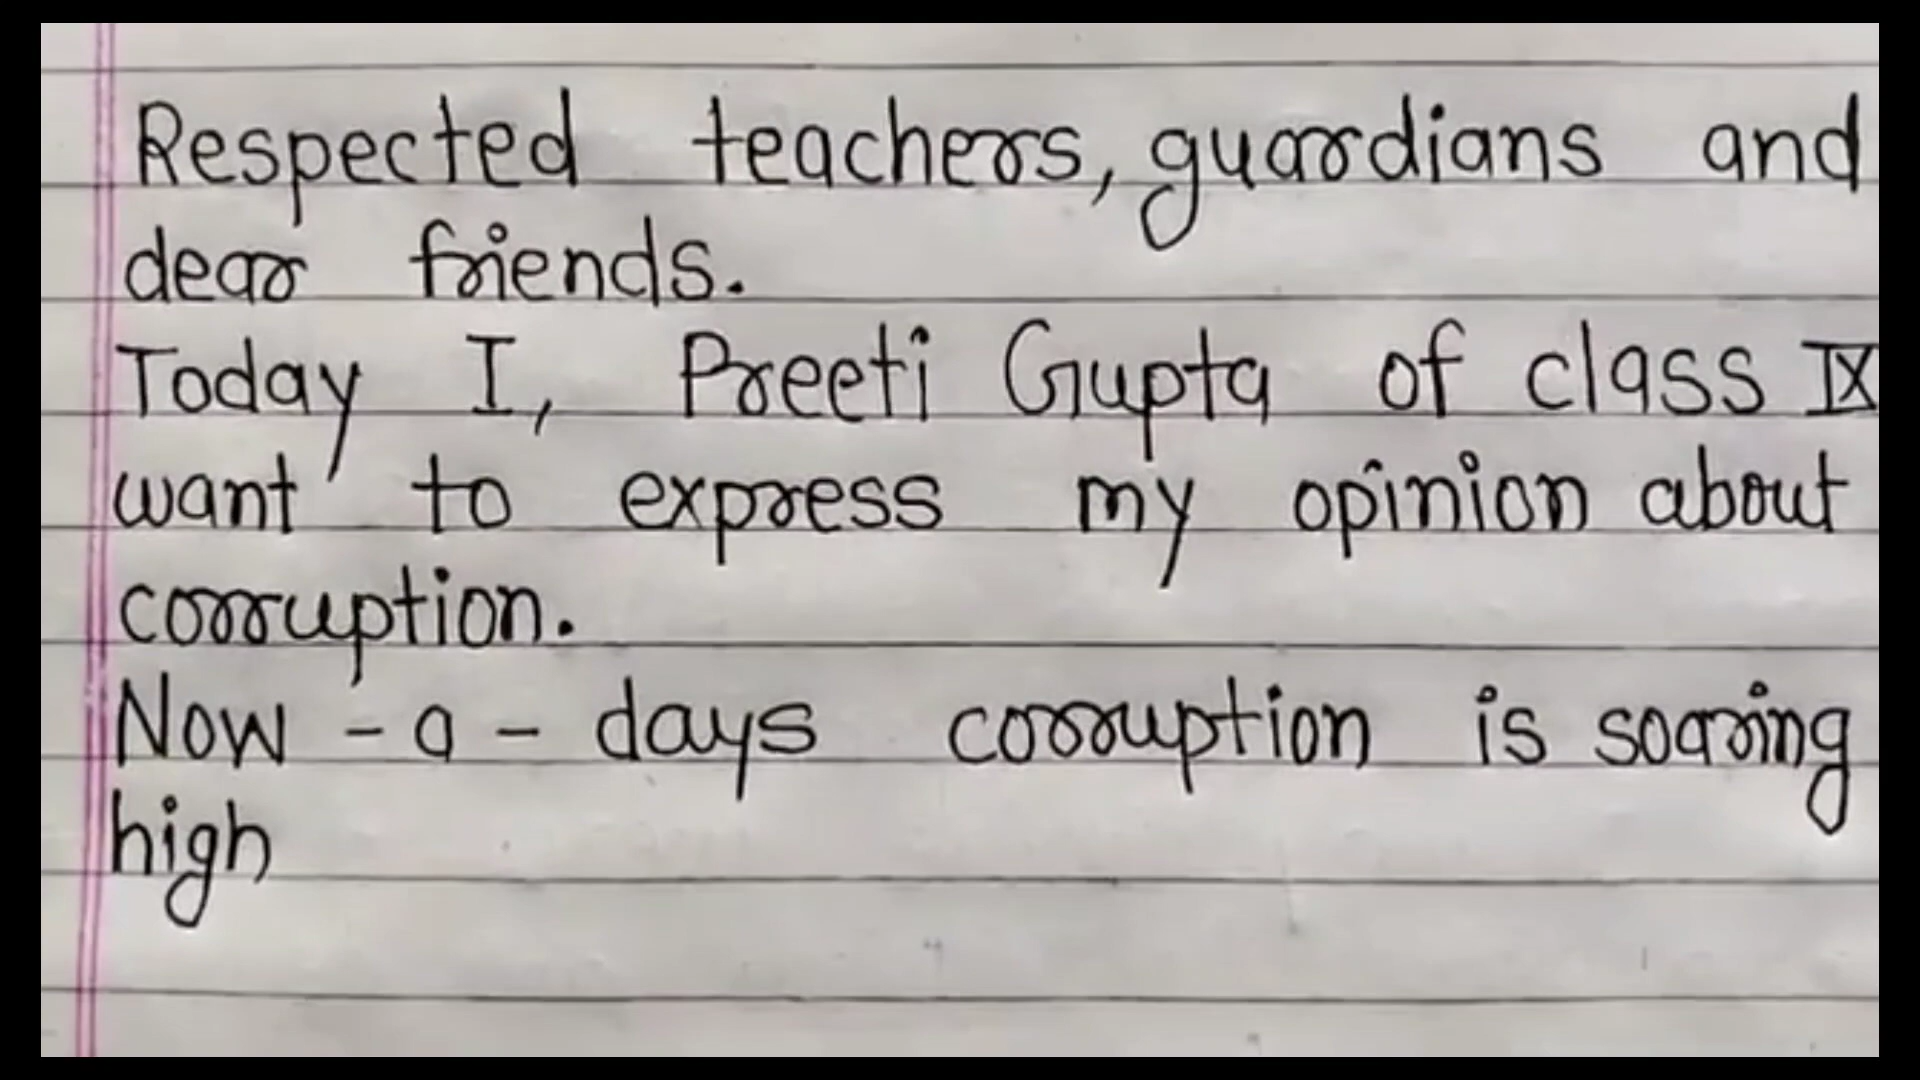 Respected teachers, guardians and
dear friends.
Today I, Preeti Gupta of class IX
want to express my opinion about
corruption.
Now - a - days corruption is soaring
high